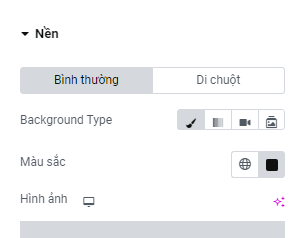 Nền
Bình thường Di chuột
Background Type
Màu sắc
Hình ảnh